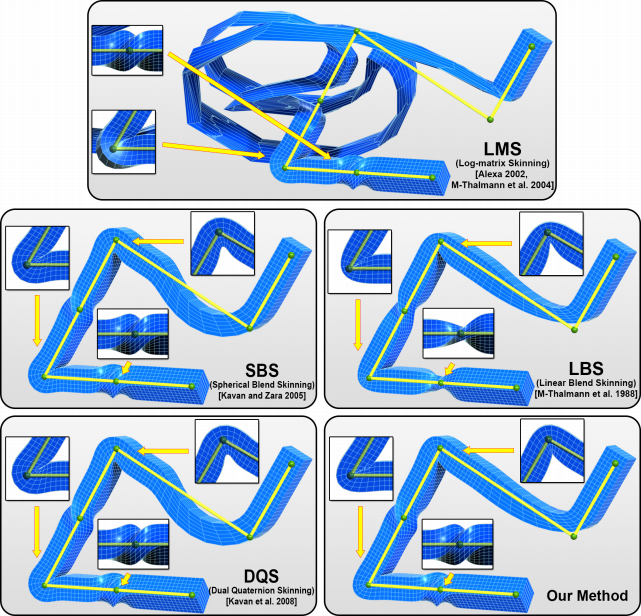 LMS
(Log-matrix Skinning)
[Alexa 2002,
M-Thalmann et al. 2004]
SBS
(Spherical Blend Skinning)
[Kavan and Zara 2005]
LBS
(Linear Blend Skinning)
[M-Thalmann et al. 1988]
DQS
(Dual Quaternion Skinning)
[Kavan et al. 2008]
Our Method